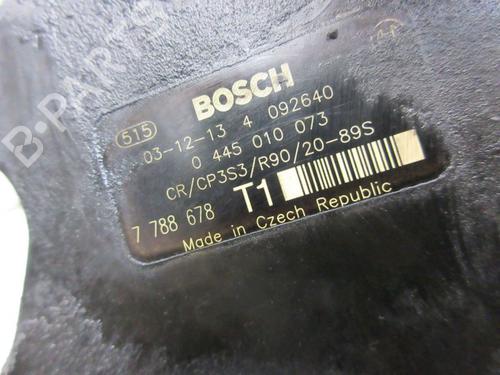 B-PARTS
BOSCH
515
03-12-13 4 092640
0 445 010 073
CR/CP3S3/R90/20-89S
7 788 678 T1
Made in Czech Republic